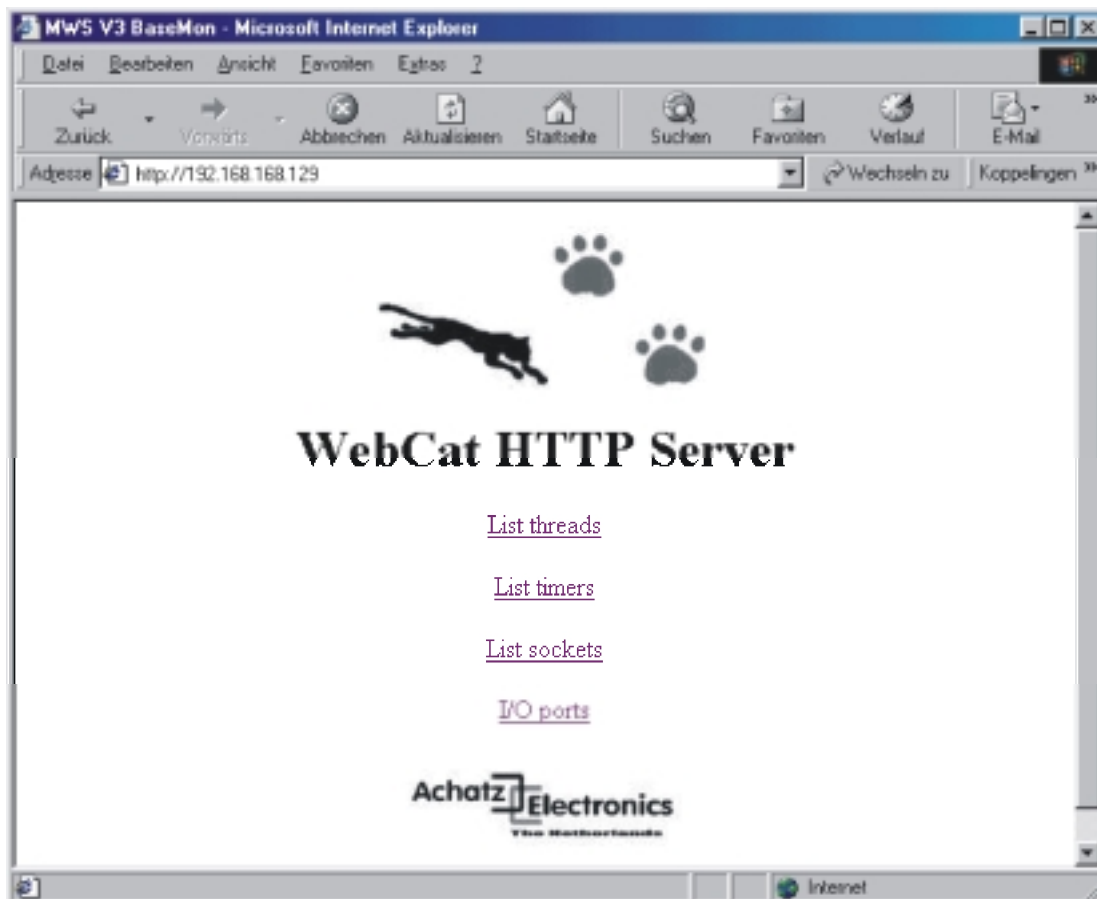 MWS V3 BaseMon - Microsoft Internet Explorer
Datei Bearbeiten Ansicht Favoriten Extras ?
Zurück Vorwärts Abbrechen Aktualisieren Startseite Suchen Favoriten Verlauf E-Mail »
Adresse http://192.168.168.129 Wechseln zu Koppelingen »
WebCat HTTP Server
List threads
List timers
List sockets
I/O ports
Achatz Electronics
The Netherlands
Internet